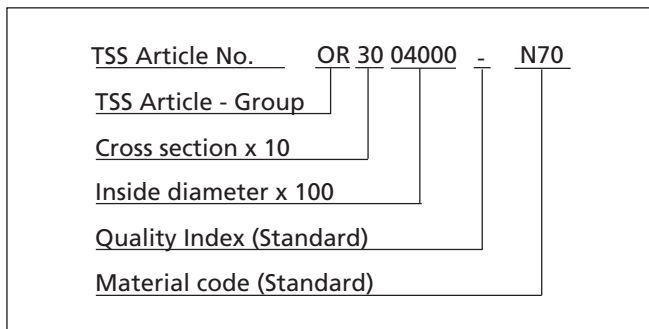 TSS Article No. OR 30 04000 - N70
TSS Article - Group
Cross section x 10
Inside diameter x 100
Quality Index (Standard)
Material code (Standard)